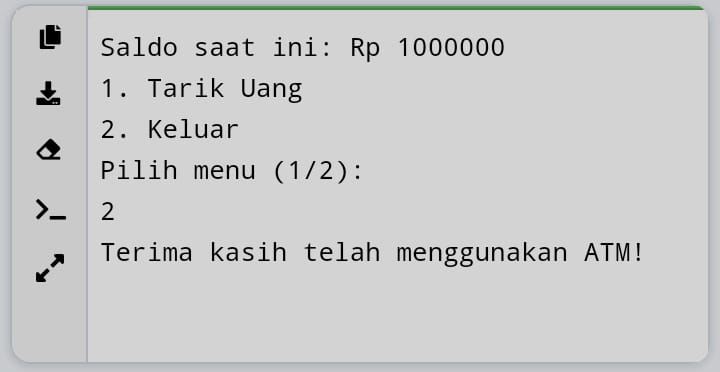 Saldo saat ini: Rp 1000000
1. Tarik Uang
2. Keluar
Pilih menu (1/2):
2
Terima kasih telah menggunakan ATM!